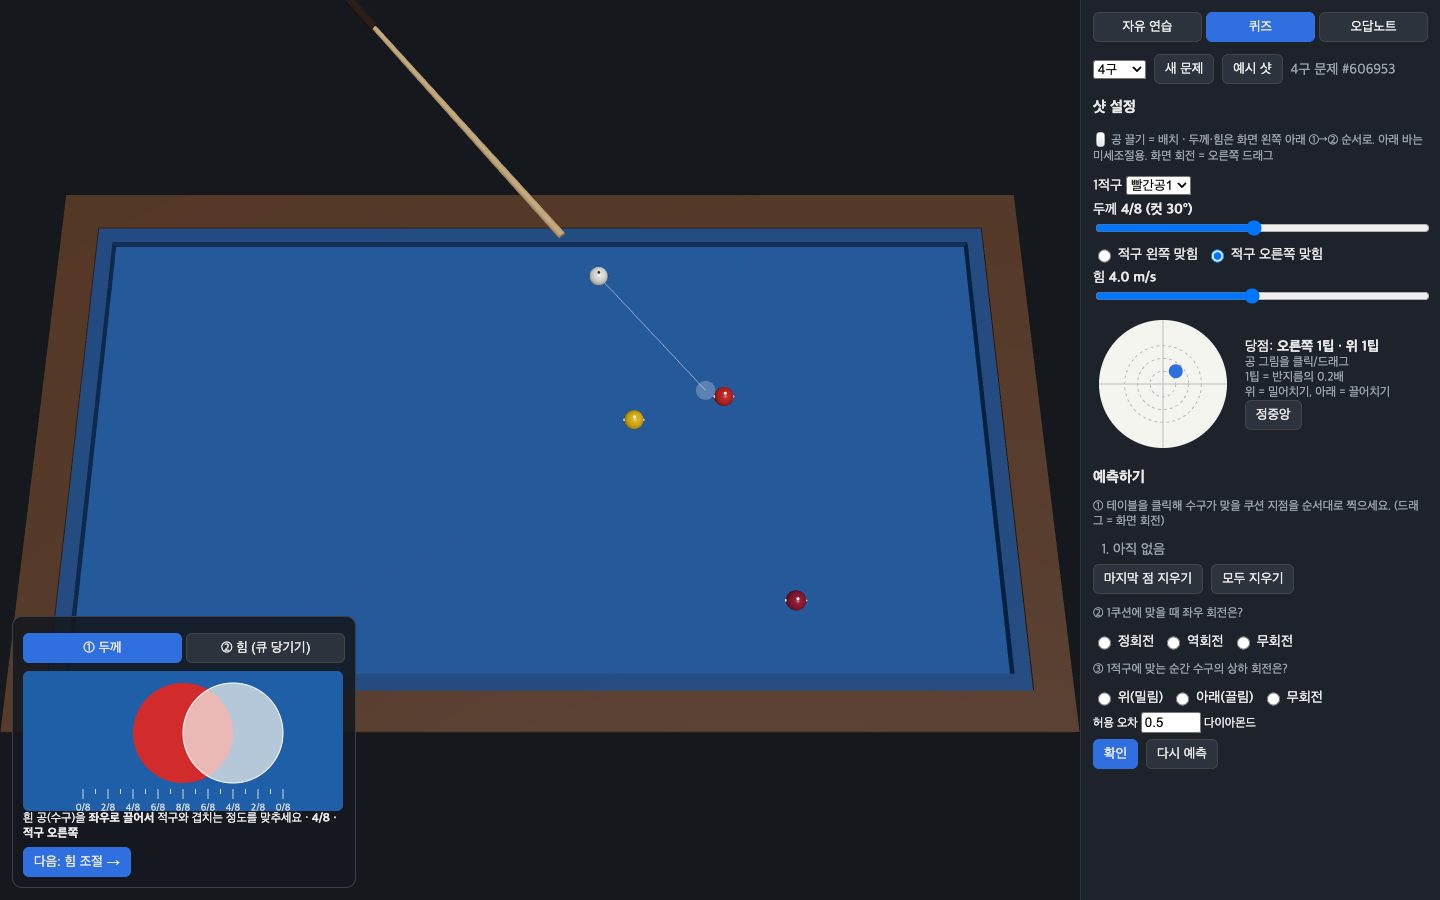 자유 연습
퀴즈
오답노트
4구
새 문제
예시 샷
4구 문제 #606953
샷 설정
공 끌기 = 배치 · 두께·힘은 화면 왼쪽 아래 ①→② 순서로. 아래 바는
미세조절용. 화면 회전 = 오른쪽 드래그
1적구 빨간공1
두께 4/8 (컷 30°)
적구 왼쪽 맞힘
적구 오른쪽 맞힘
힘 4.0 m/s
당점: 오른쪽 1팁 · 위 1팁
공 그림을 클릭/드래그
1팁 = 반지름의 0.2배
위 = 밀어치기, 아래 = 끌어치기
정중앙
예측하기
① 테이블을 클릭해 수구가 맞을 쿠션 지점을 순서대로 찍으세요. (드래
그 = 화면 회전)
1. 아직 없음
마지막 점 지우기
모두 지우기
② 1쿠션에 맞을 때 좌우 회전은?
정회전
역회전
무회전
③ 1적구에 맞는 순간 수구의 상하 회전은?
위(밀림)
아래(끌림)
무회전
허용 오차 0.5 다이아몬드
확인
다시 예측
① 두께
② 힘 (큐 당기기)
0/8 2/8 4/8 6/8 8/8 6/8 4/8 2/8 0/8
흰 공(수구)을 좌우로 끌어서 적구와 겹치는 정도를 맞추세요 · 4/8 ·
적구 오른쪽
다음: 힘 조절 →